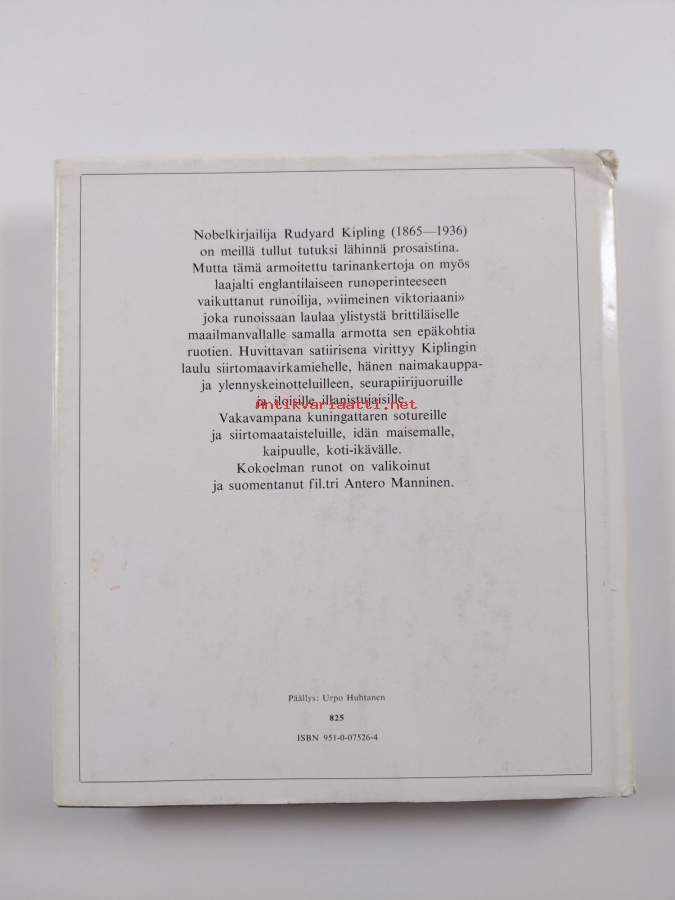 Nobelkirjailija Rudyard Kipling (1865—1936)
on meillä tullut tutuksi lähinnä prosaistina.
Mutta tämä armoitettu tarinankertoja on myös
laajalti englantilaiseen runoperinteeseen
vaikuttanut runoilija, »viimeinen viktoriaani»
joka runoissaan laulaa ylistystä brittiläiselle
maailmanvallalle samalla armotta sen epäkohtia
ruotien. Huvittavan satiirisena virittyy Kiplingin
laulu siirtomaavirkamiehelle, hänen naimakauppa-
ja ylennyskeinotteluilleen, seurapiirijuoruille
ja iloisille illanistujaisille.
antikvariaatti.net
Vakavampana kuningattaren sotureille
ja siirtomaataisteluille, idän maisemalle,
kaipuulle, koti-ikävälle.
Kokoelman runot on valikoinut
ja suomentanut fil.tri Antero Manninen.
Päällys: Urpo Huhtanen
825
ISBN 951-0-07526-4